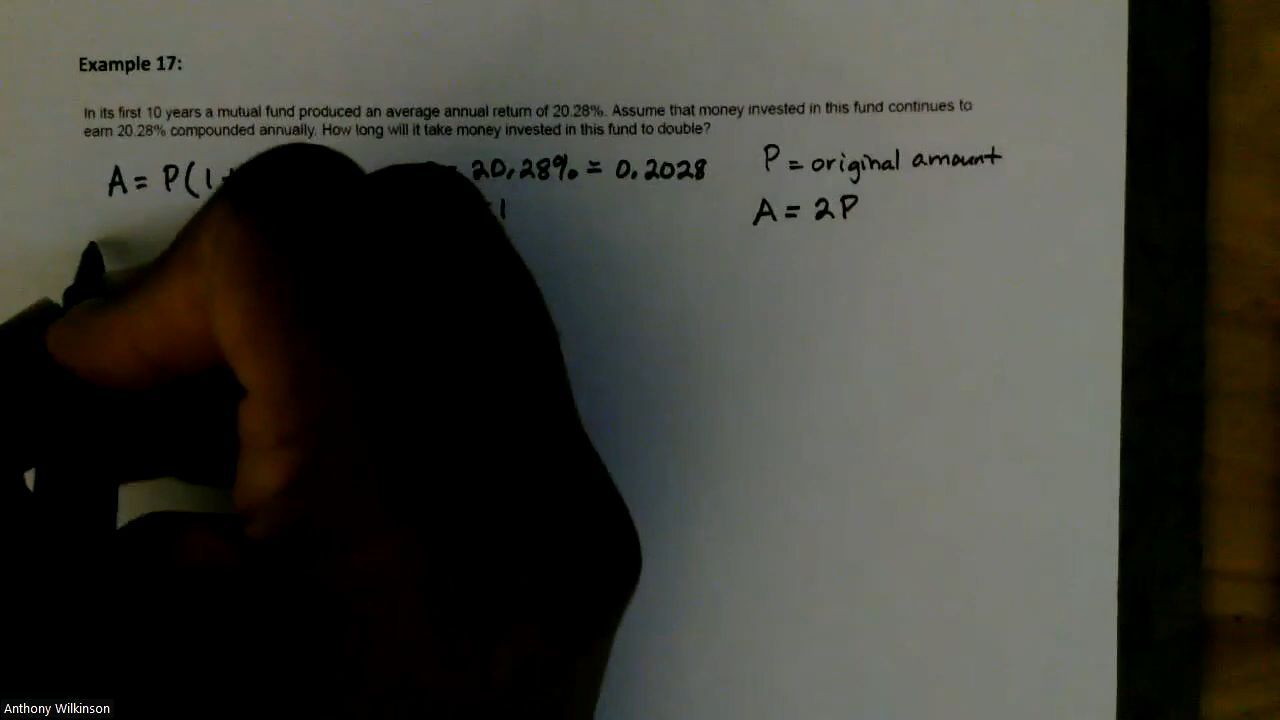 Example 17:
In its first 10 years a mutual fund produced an average annual return of 20.28%. Assume that money invested in this fund continues to
earn 20.28% compounded annually. How long will it take money invested in this fund to double?
A = P(1+ 20.28% = 0.2028 P = original amount
=1 A = 2P
Anthony Wilkinson